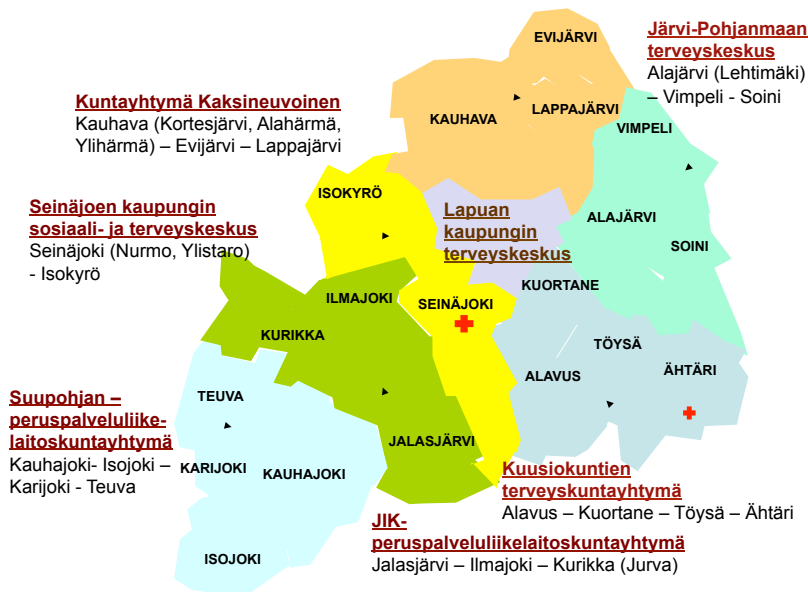 Järvi-Pohjanmaan
terveyskeskus
Alajärvi (Lehtimäki)
– Vimpeli - Soini
EVIJÄRVI
KAUHAVA
LAPPAJÄRVI
VIMPELI
Kuntayhtymä Kaksineuvoinen
Kauhava (Kortesjärvi, Alahärmä,
Ylihärmä) – Evijärvi – Lappajärvi
ISOKYRÖ
Seinäjoen kaupungin
sosiaali- ja terveyskeskus
Seinäjoki (Nurmo, Ylistaro)
- Isokyrö
Lapuan
kaupungin
terveyskeskus
ALAJÄRVI
SOINI
KUORTANE
ILMAJOKI
SEINÄJOKI
KURIKKA
TÖYSÄ
ALAVUS
ÄHTÄRI
TEUVA
Suupohjan –
peruspalveluliike-
laitoskuntayhtymä
Kauhajoki- Isojoki –
Karijoki - Teuva
JALASJÄRVI
KARIJOKI
KAUHAJOKI
ISOJOKI
Kuusiokuntien
terveyskuntayhtymä
Alavus – Kuortane – Töysä – Ähtäri
JIK-
peruspalveluliikelaitoskuntayhtymä
Jalasjärvi – Ilmajoki – Kurikka (Jurva)